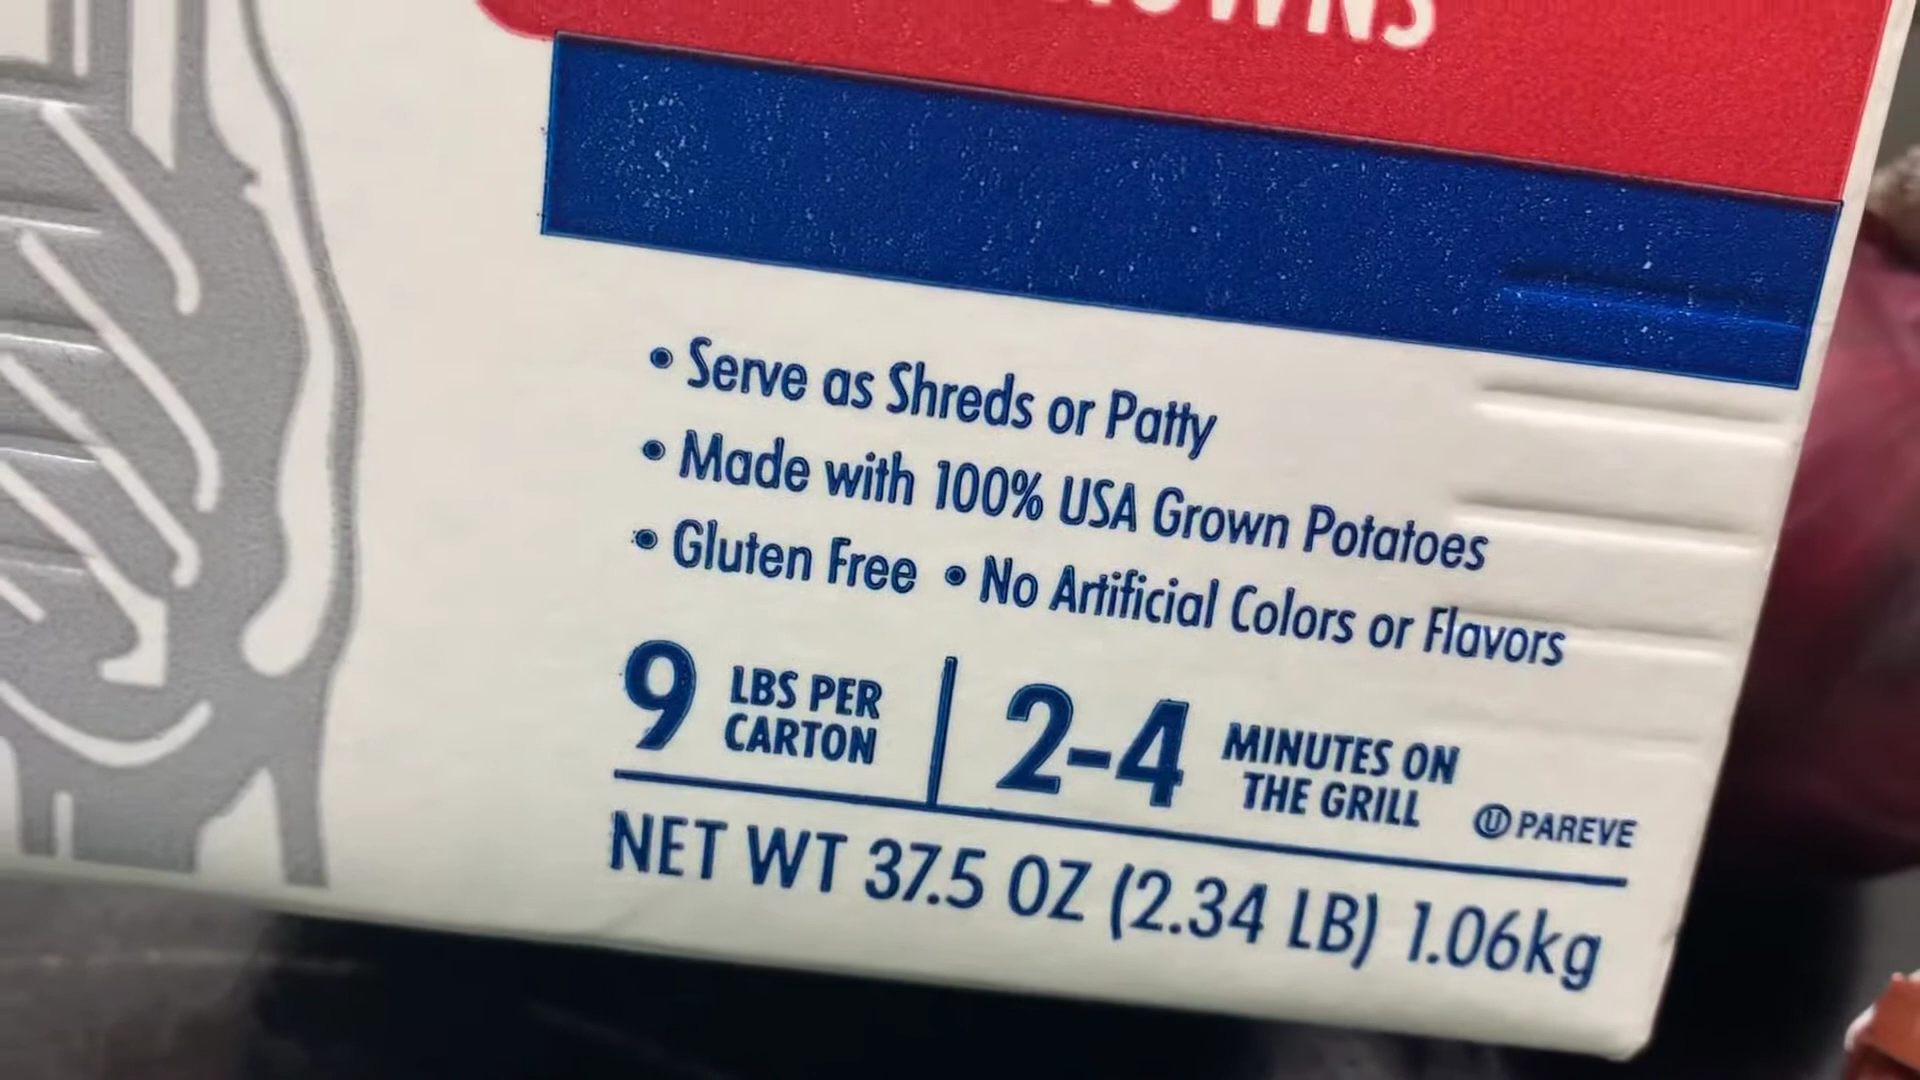 • Serve as Shreds or Patty
• Made with 100% USA Grown Potatoes
• Gluten Free • No Artificial Colors or Flavors
9 LBS PER CARTON | 2-4 MINUTES ON THE GRILL Ⓤ PAREVE
NET WT 37.5 OZ (2.34 LB) 1.06kg